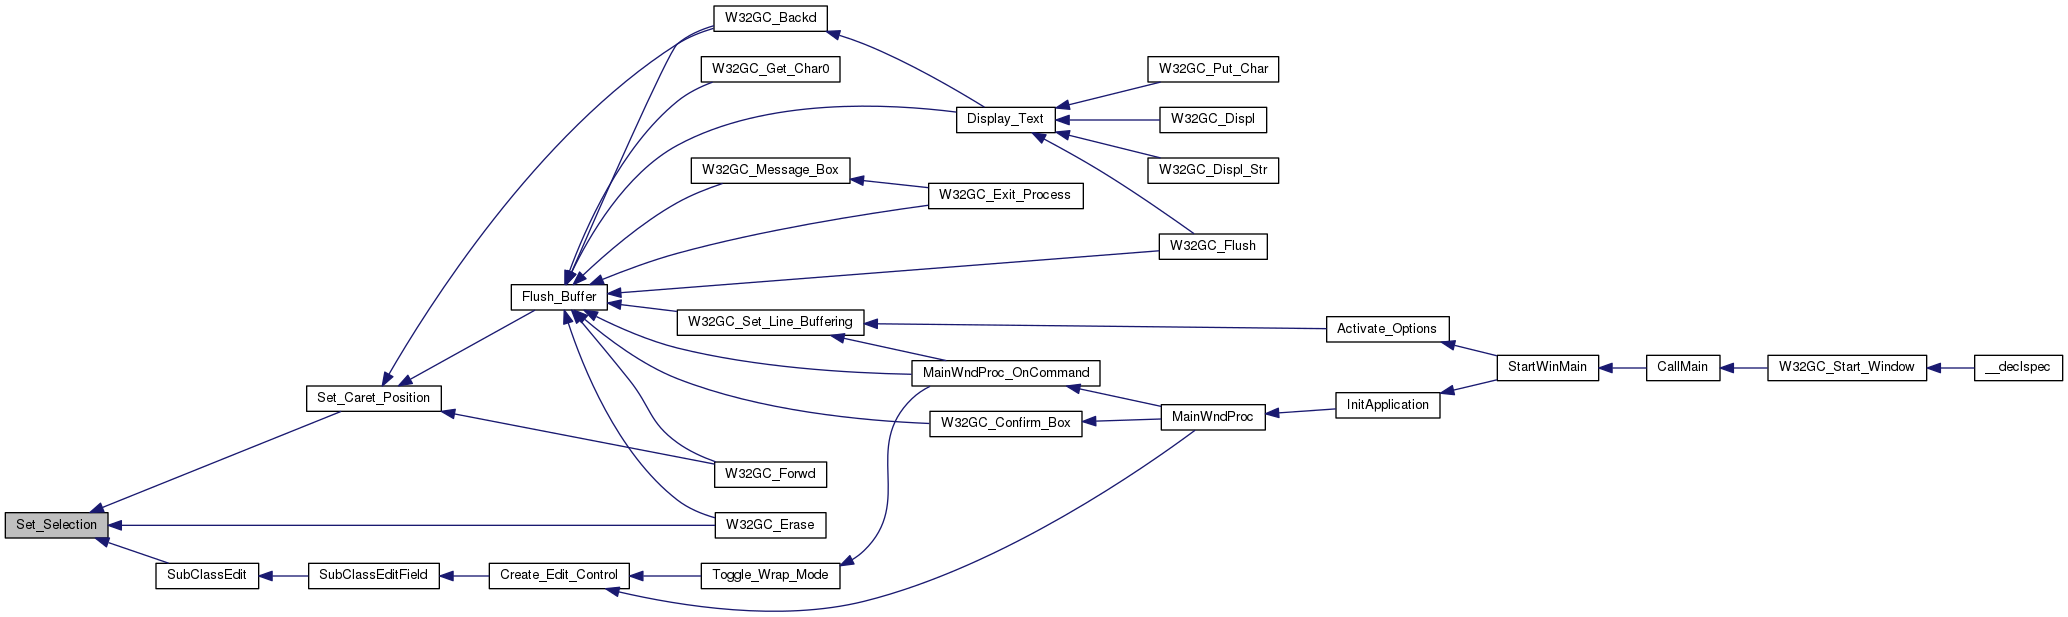 W32GC_Backd
W32GC_Get_Char0
W32GC_Put_Char
Display_Text
W32GC_Displ
W32GC_Message_Box
W32GC_Displ_Str
W32GC_Exit_Process
W32GC_Flush
Flush_Buffer
W32GC_Set_Line_Buffering
Activate_Options
MainWndProc_OnCommand
StartWinMain
CallMain
W32GC_Start_Window
__declspec
Set_Caret_Position
InitApplication
W32GC_Confirm_Box
MainWndProc
W32GC_Forwd
Set_Selection
W32GC_Erase
SubClassEdit
SubClassEditField
Create_Edit_Control
Toggle_Wrap_Mode